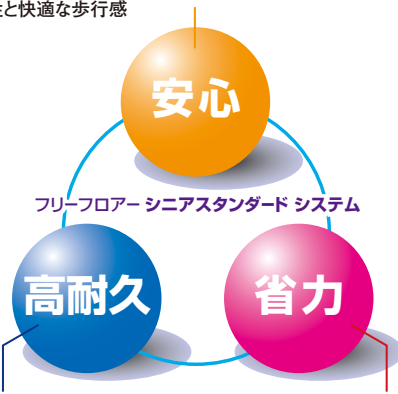 性と快適な歩行感
安心
フリーフロアー シニアスタンダード システム
高耐久
省力